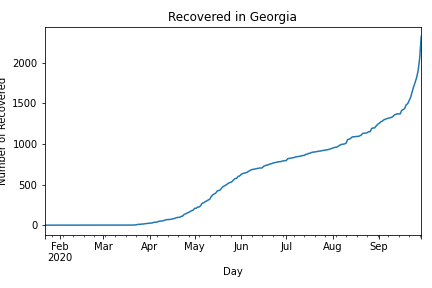 Recovered in Georgia
Number of Recovered
2000
1500
1000
500
0
Feb Mar Apr May Jun Jul Aug Sep
2020
Day